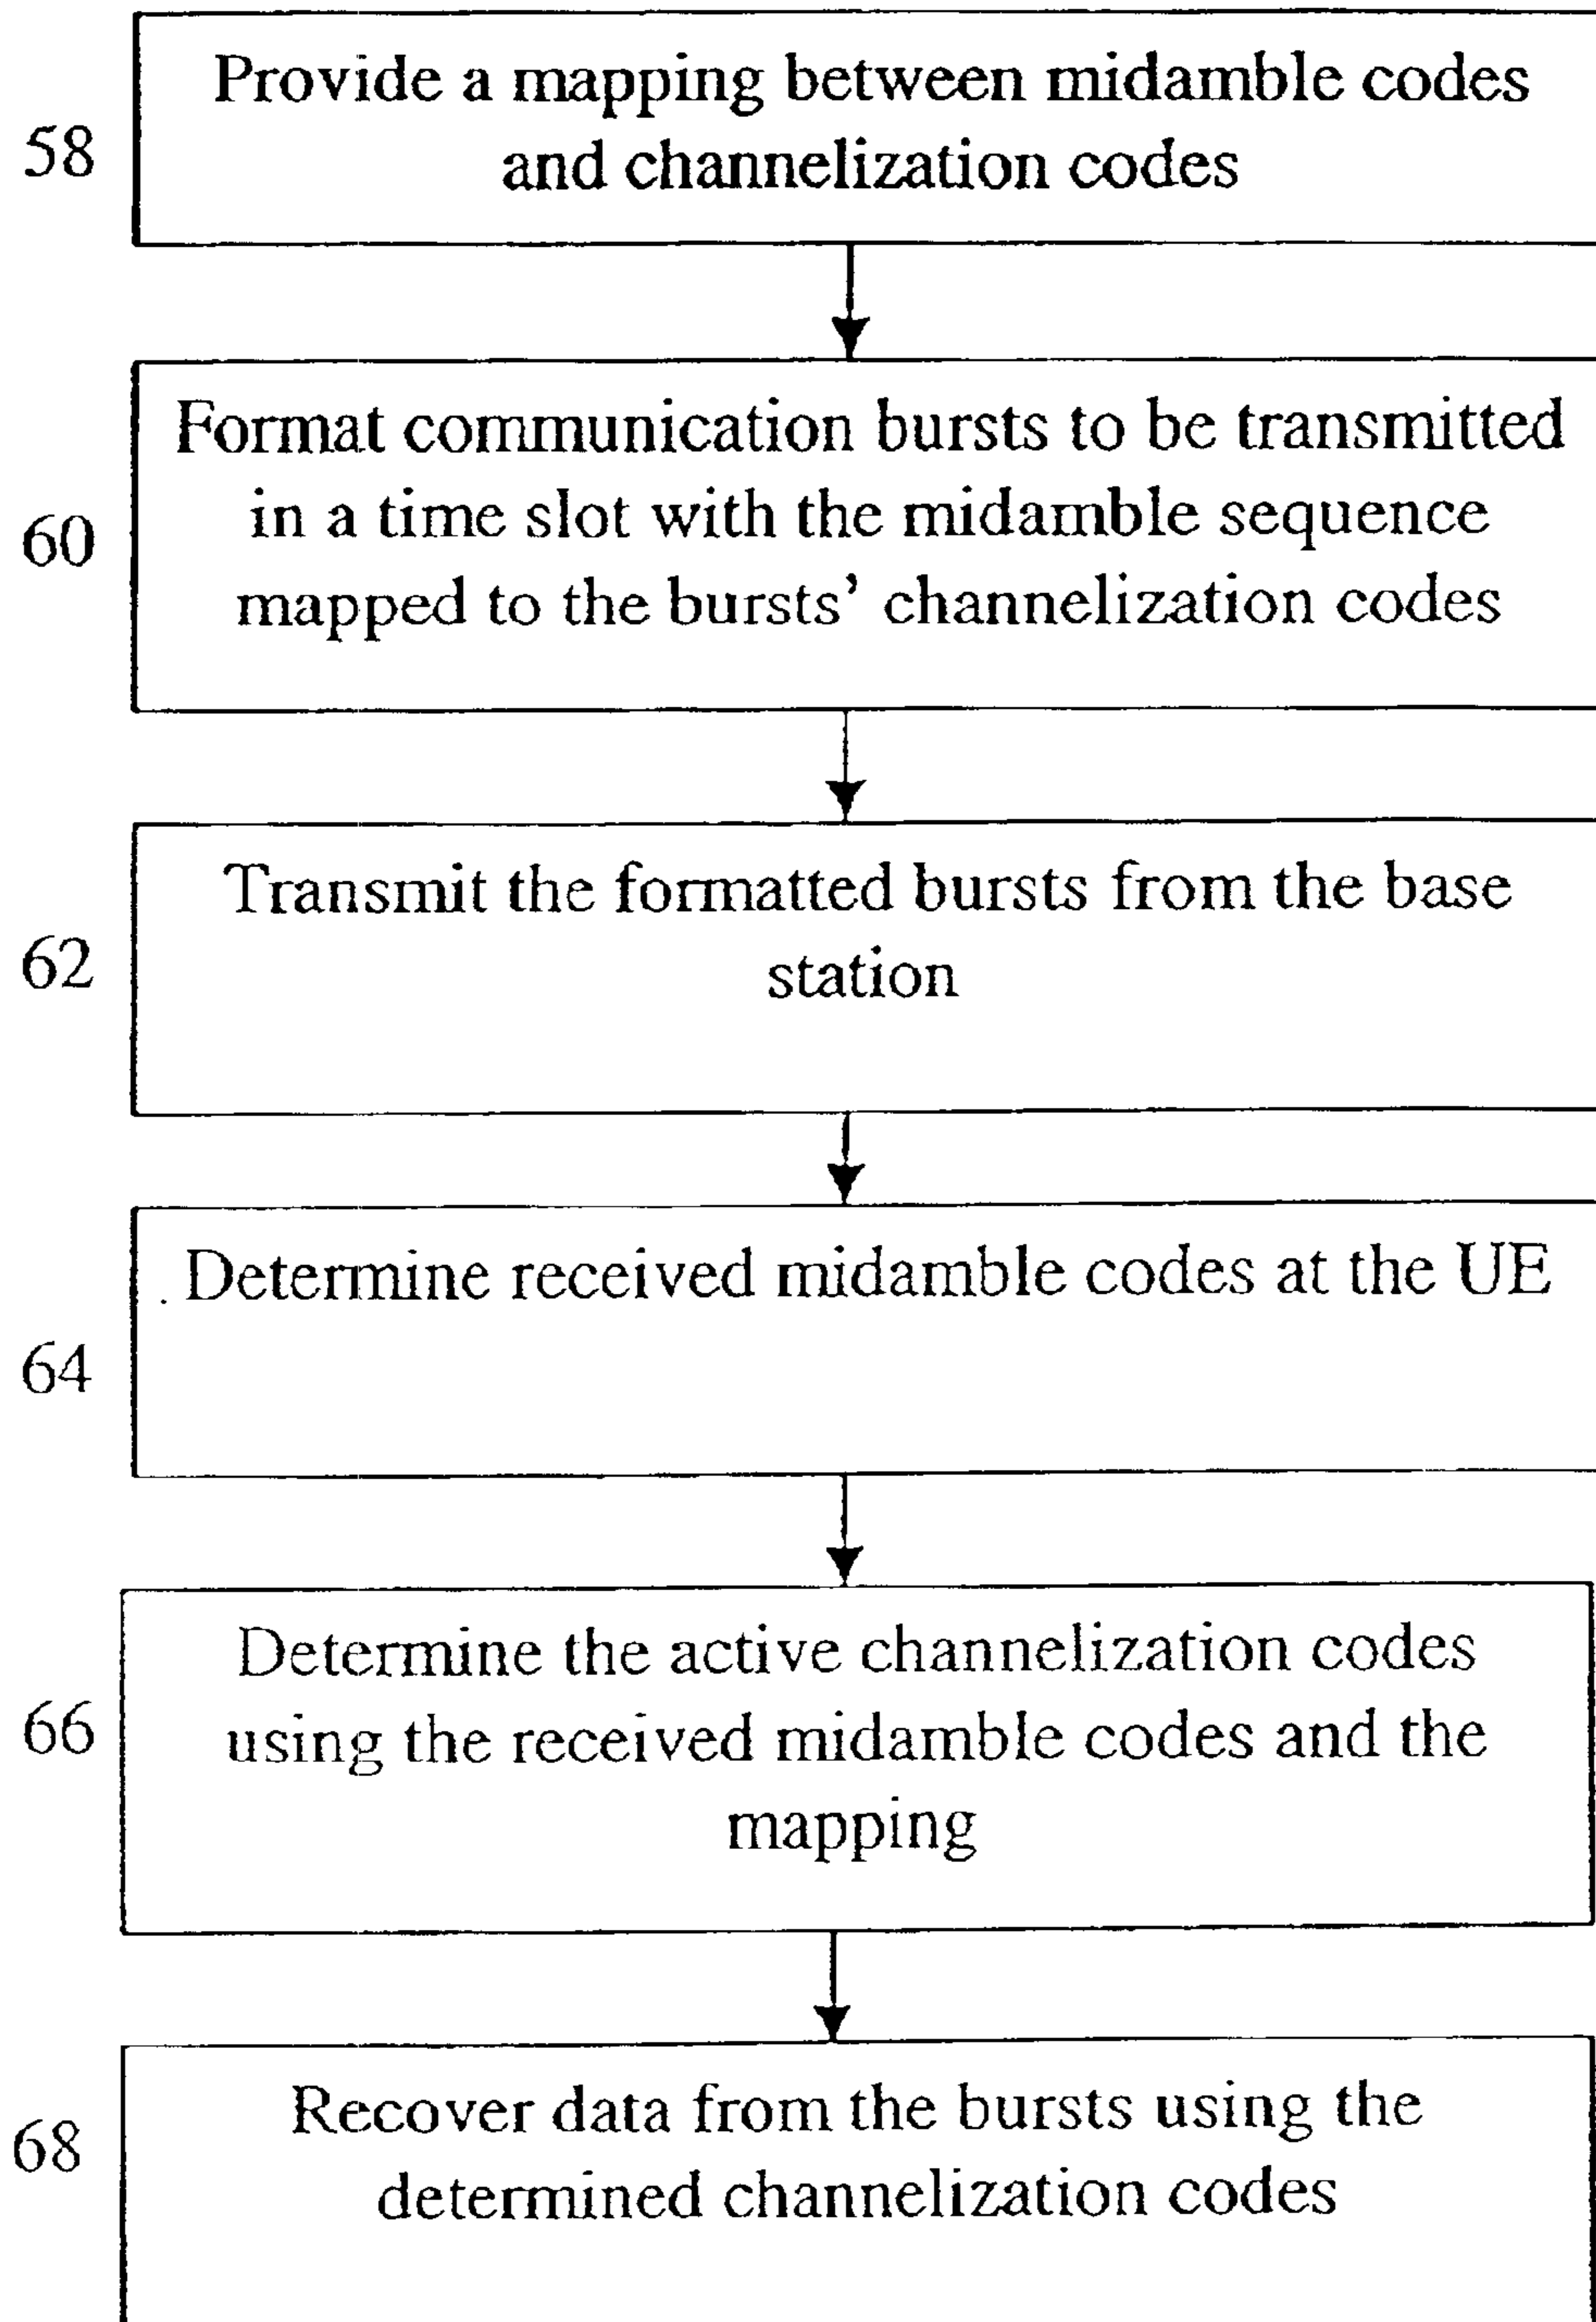 Provide a mapping between midamble codes
and channelization codes
58
Format communication bursts to be transmitted
in a time slot with the midamble sequence
mapped to the bursts’ channelization codes
60
Transmit the formatted bursts from the base
station
62
Determine received midamble codes at the UE
64
Determine the active channelization codes
using the received midamble codes and the
mapping
66
Recover data from the bursts using the
determined channelization codes
68